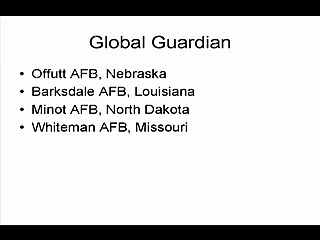 Global Guardian
• Offutt AFB, Nebraska
• Barksdale AFB, Louisiana
• Minot AFB, North Dakota
• Whiteman AFB, Missouri